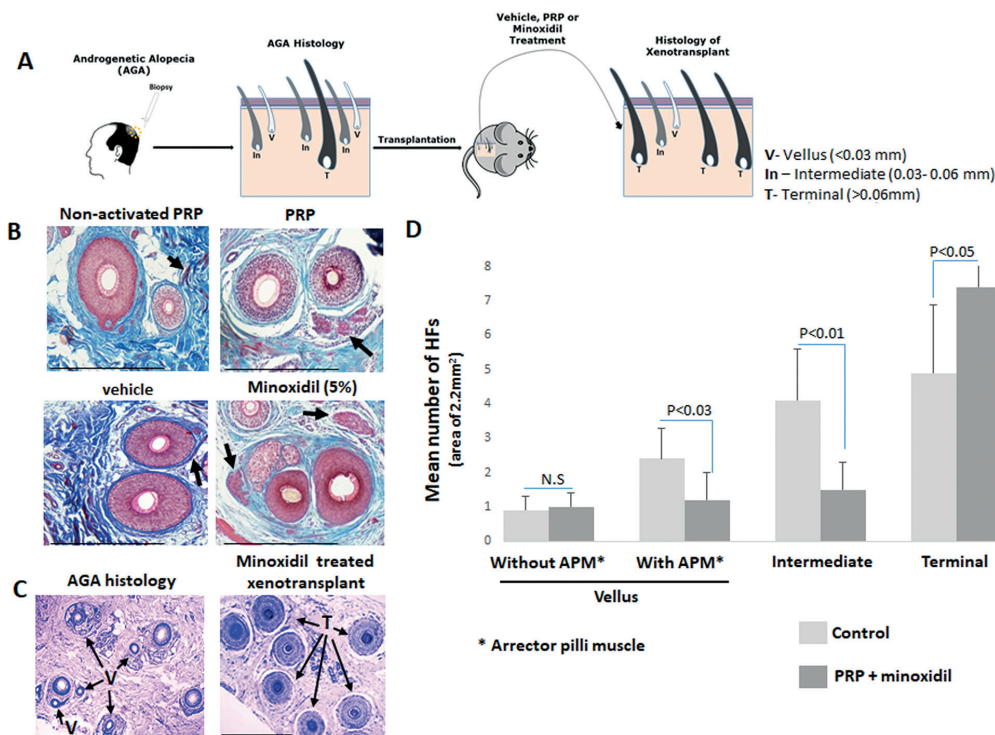 A
Androgenetic Alopecia
(AGA)
Biopsy
AGA Histology
In
V
In
T
In
V
Transplantation
Vehicle, PRP or
Minoxidil
Treatment
Histology of
Xenotransplant
T
In
V
T
T
V- Vellus (<0.03 mm)
In – Intermediate (0.03- 0.06 mm)
T- Terminal (>0.06mm)
B
Non-activated PRP
PRP
vehicle
Minoxidil (5%)
C
AGA histology
V
V
Minoxidil treated
xenotransplant
T
D
Mean number of HFs
(area of 2.2mm²)
8
7
6
5
4
3
2
1
0
N.S
P<0.03
P<0.01
P<0.05
Without APM*
With APM*
Intermediate
Terminal
Vellus
* Arrector pilli muscle
Control
PRP + minoxidil